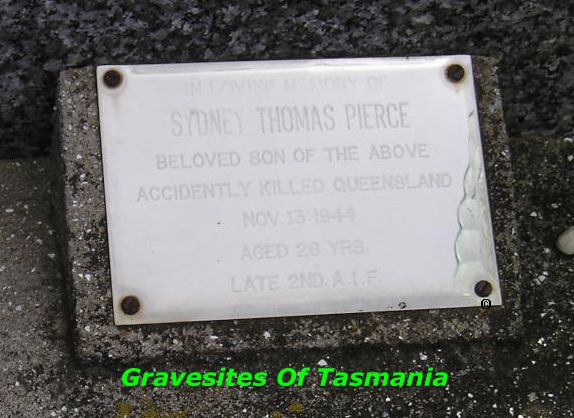 IN LOVING MEMORY OF
SYDNEY THOMAS PIERCE
BELOVED SON OF THE ABOVE
ACCIDENTLY KILLED QUEENSLAND
NOV. 13. 1944
AGED 28 YRS.
LATE 2ND. A.I.F.
©
Gravesites Of Tasmania